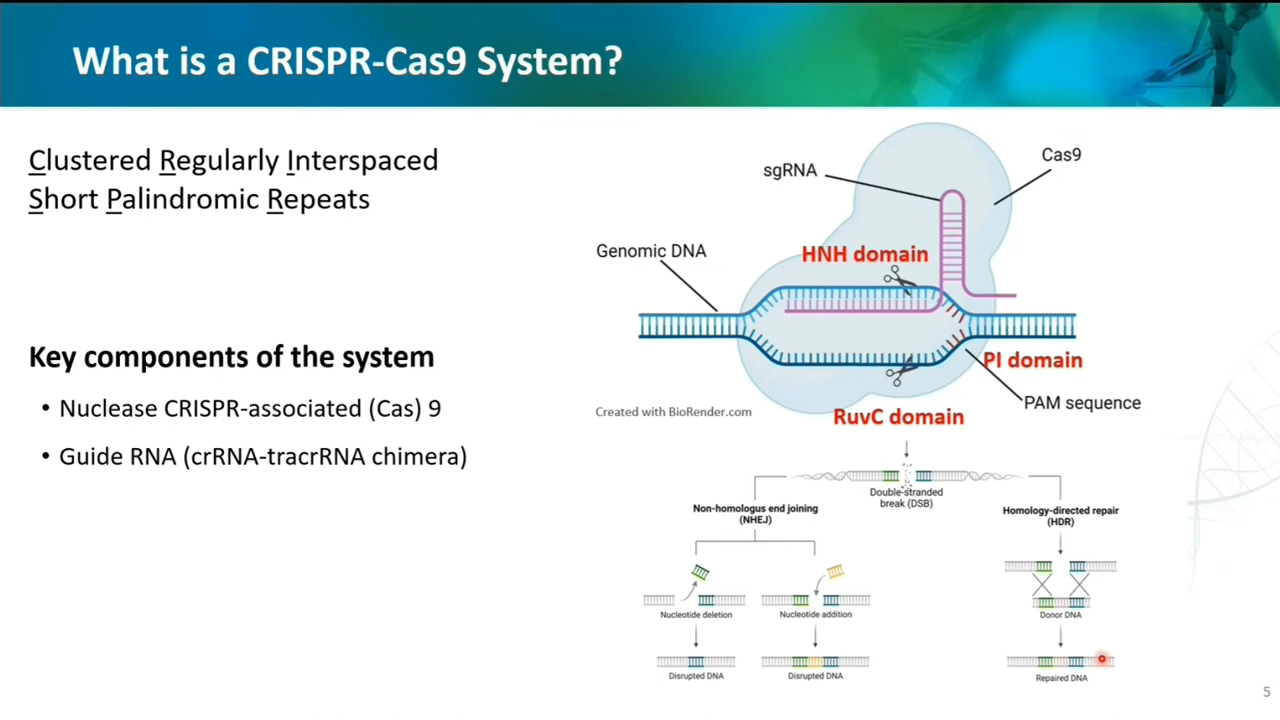 What is a CRISPR-Cas9 System?
Clustered Regularly Interspaced
Short Palindromic Repeats
Key components of the system
• Nuclease CRISPR-associated (Cas) 9
• Guide RNA (crRNA-tracrRNA chimera)
sgRNA
Cas9
Genomic DNA
HNH domain
PI domain
PAM sequence
Created with BioRender.com
RuvC domain
Double-stranded
break (DSB)
Non-homologus end joining
(NHEJ)
Homology-directed repair
(HDR)
Nucleotide deletion
Nucleotide addition
Donor DNA
Disrupted DNA
Disrupted DNA
Repaired DNA
5